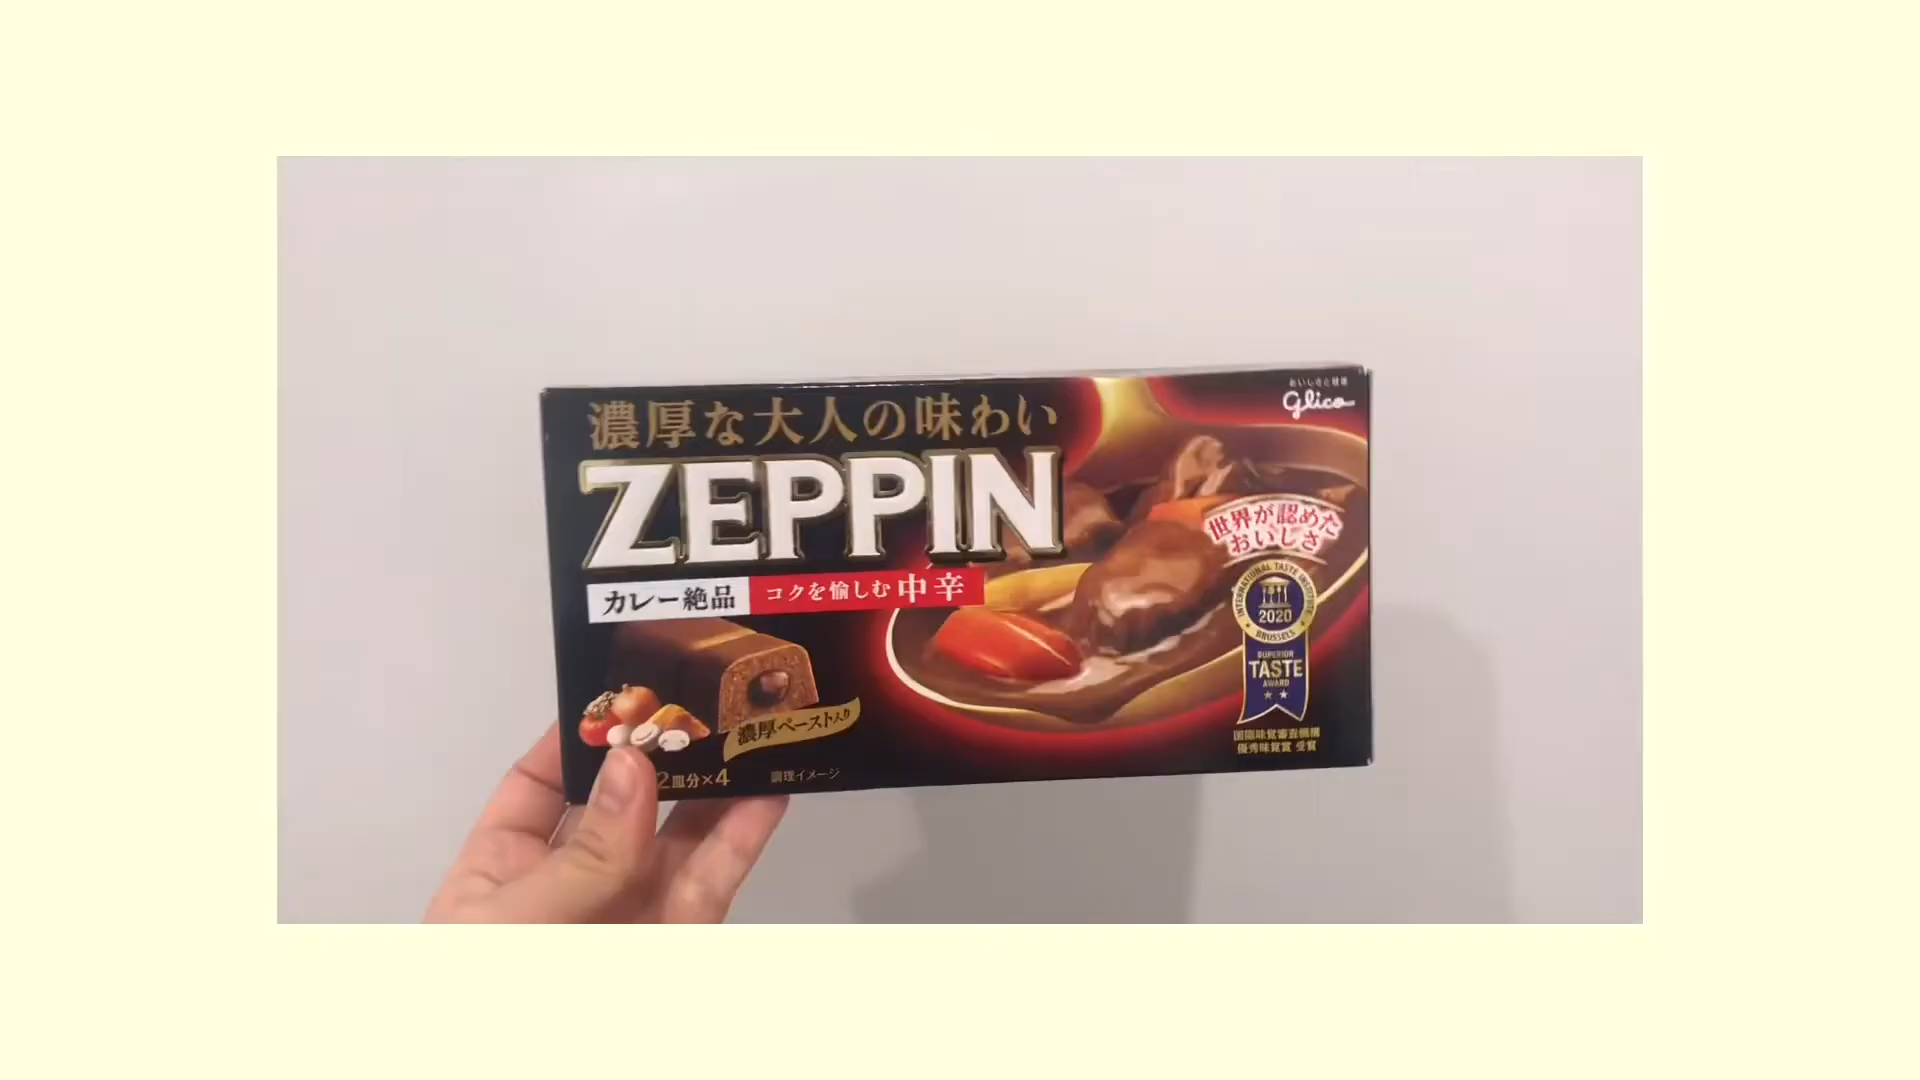 おいしさと健康
Glico
濃厚な大人の味わい
ZEPPIN
カレー絶品 コクを愉しむ中辛
世界が認めた
おいしさ
INTERNATIONAL TASTE INSTITUTE
2020
BRUSSELS
SUPERIOR
TASTE
AWARD
国際味覚審査機構
優秀味覚賞 受賞
濃厚ペースト入り
2皿分×4
調理イメージ